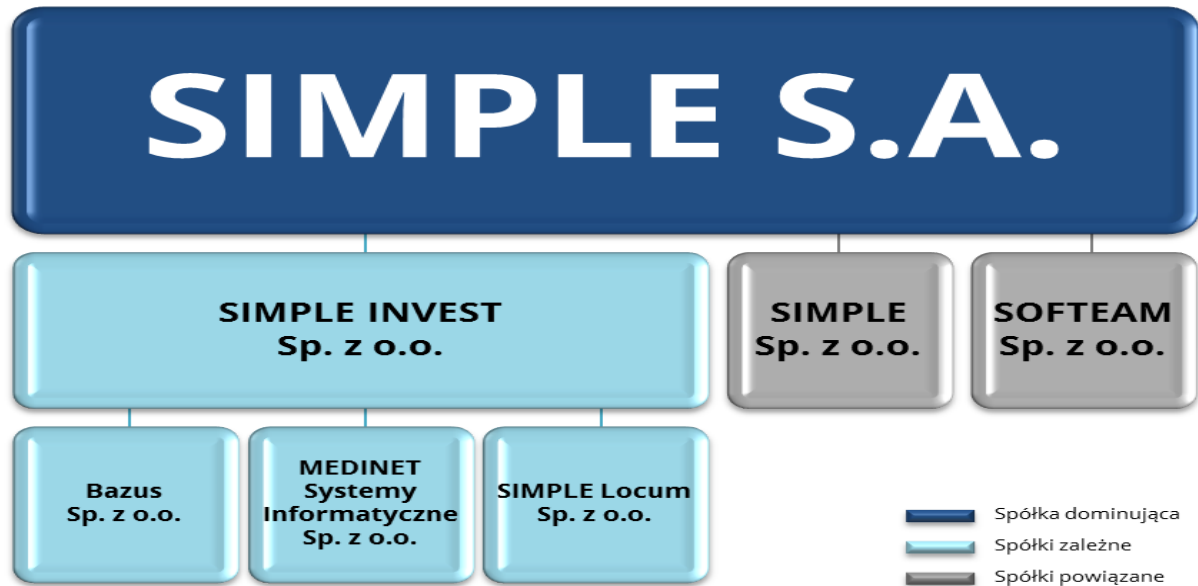 SIMPLE S.A.
SIMPLE INVEST
Sp. z o.o.
SIMPLE
Sp. z o.o.
SOFTEAM
Sp. z o.o.
Bazus
Sp. z o.o.
MEDINET
Systemy
Informatyczne
Sp. z o.o.
SIMPLE Locum
Sp. z o.o.
Spółka dominująca
Spółki zależne
Spółki powiązane